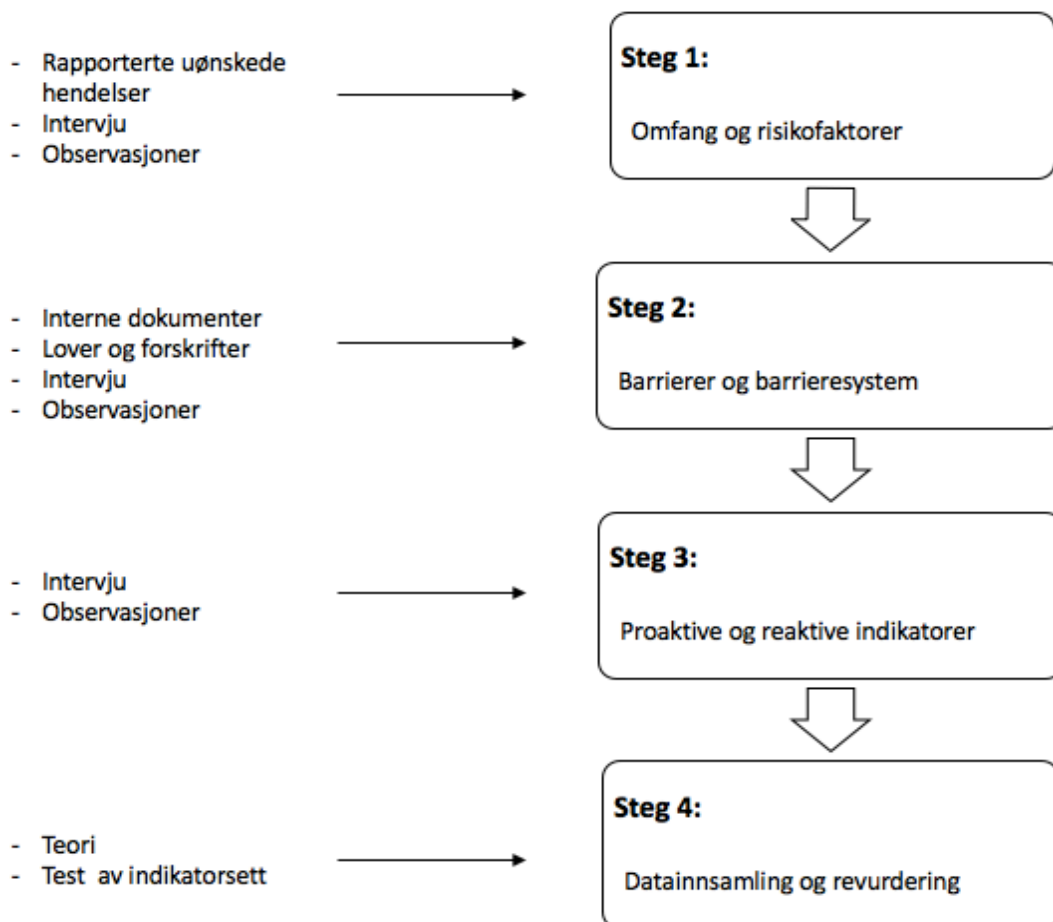 - Rapporterte uønskede
hendelser
- Intervju
- Observasjoner
Steg 1:
Omfang og risikofaktorer
- Interne dokumenter
- Lover og forskrifter
- Intervju
- Observasjoner
Steg 2:
Barrierer og barrieresystem
- Intervju
- Observasjoner
Steg 3:
Proaktive og reaktive indikatorer
- Teori
- Test av indikatorsett
Steg 4:
Datainnsamling og revurdering